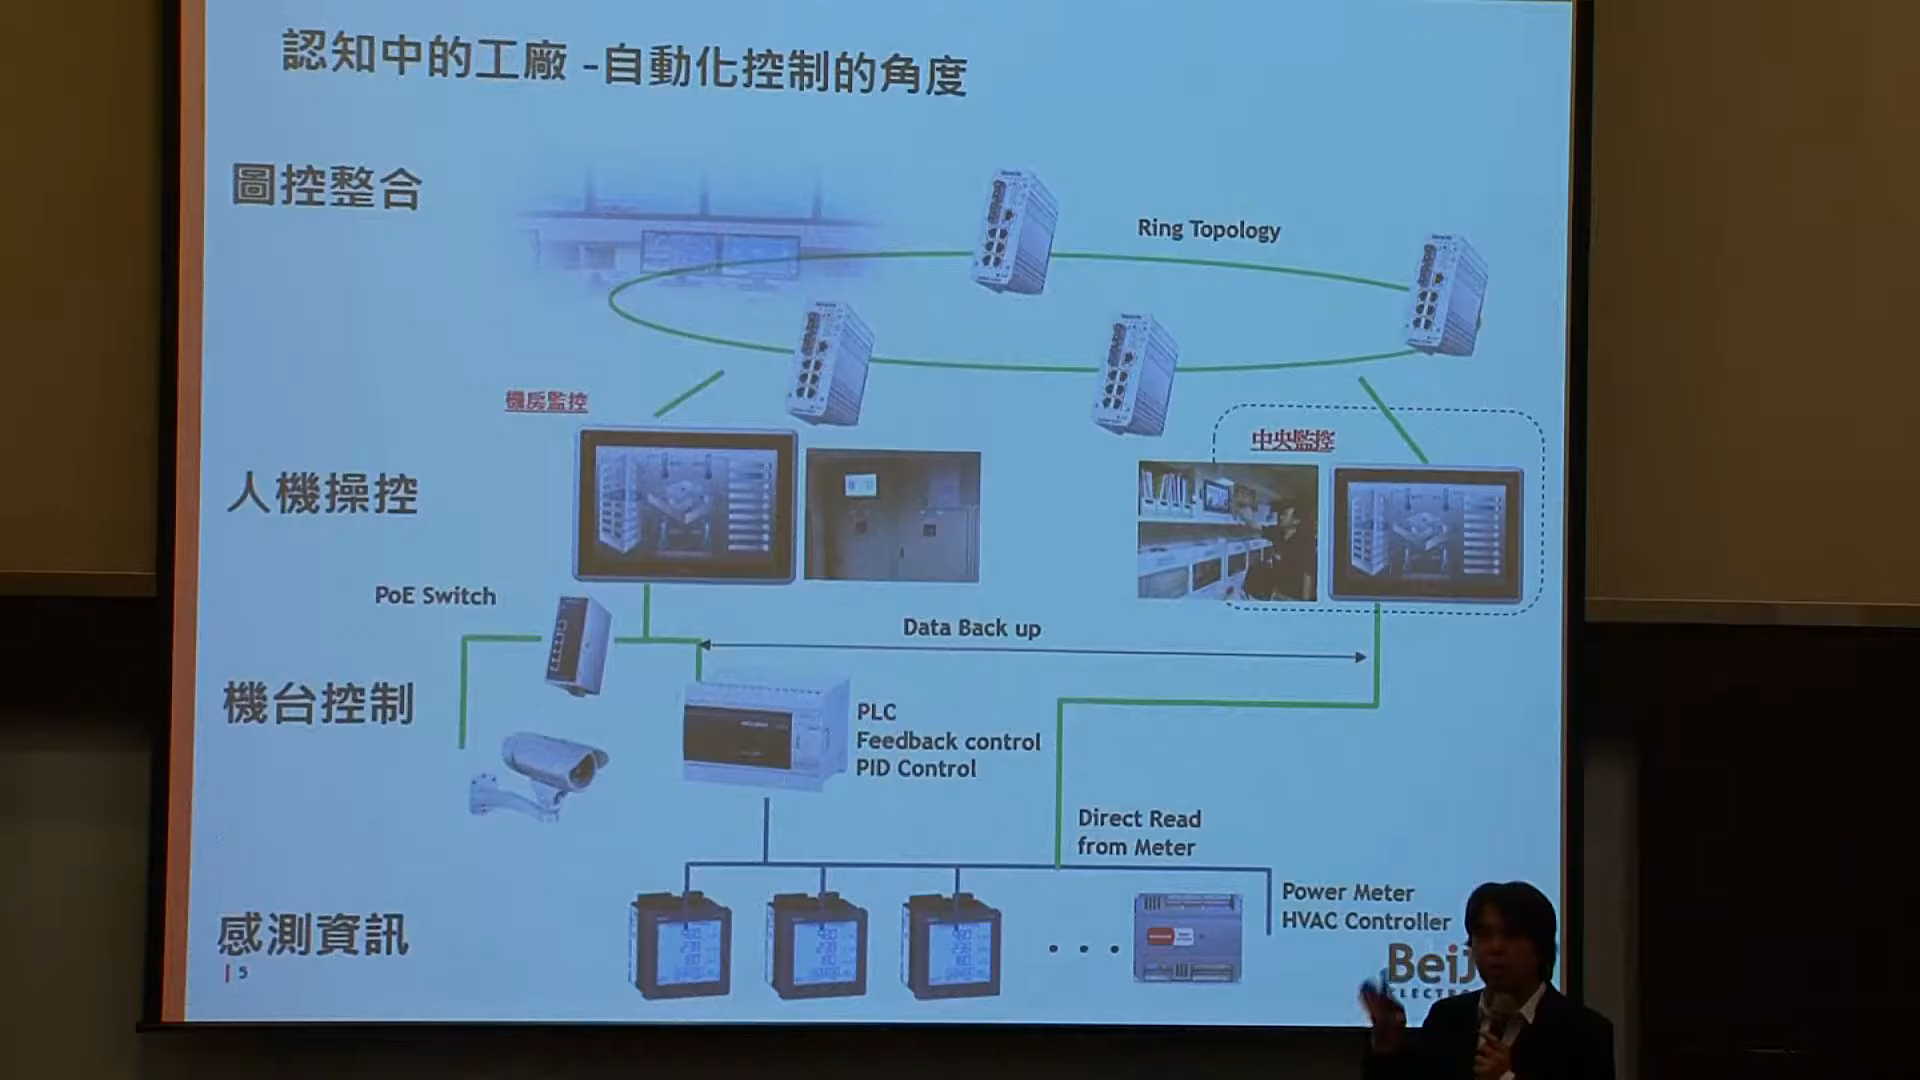 認知中的工廠 -自動化控制的角度
圖控整合
Ring Topology
機房監控
中央監控
人機操控
PoE Switch
Data Back up
機台控制
PLC
Feedback control
PID Control
Direct Read
from Meter
Power Meter
HVAC Controller
感測資訊
5
BeiJ
ELECTR